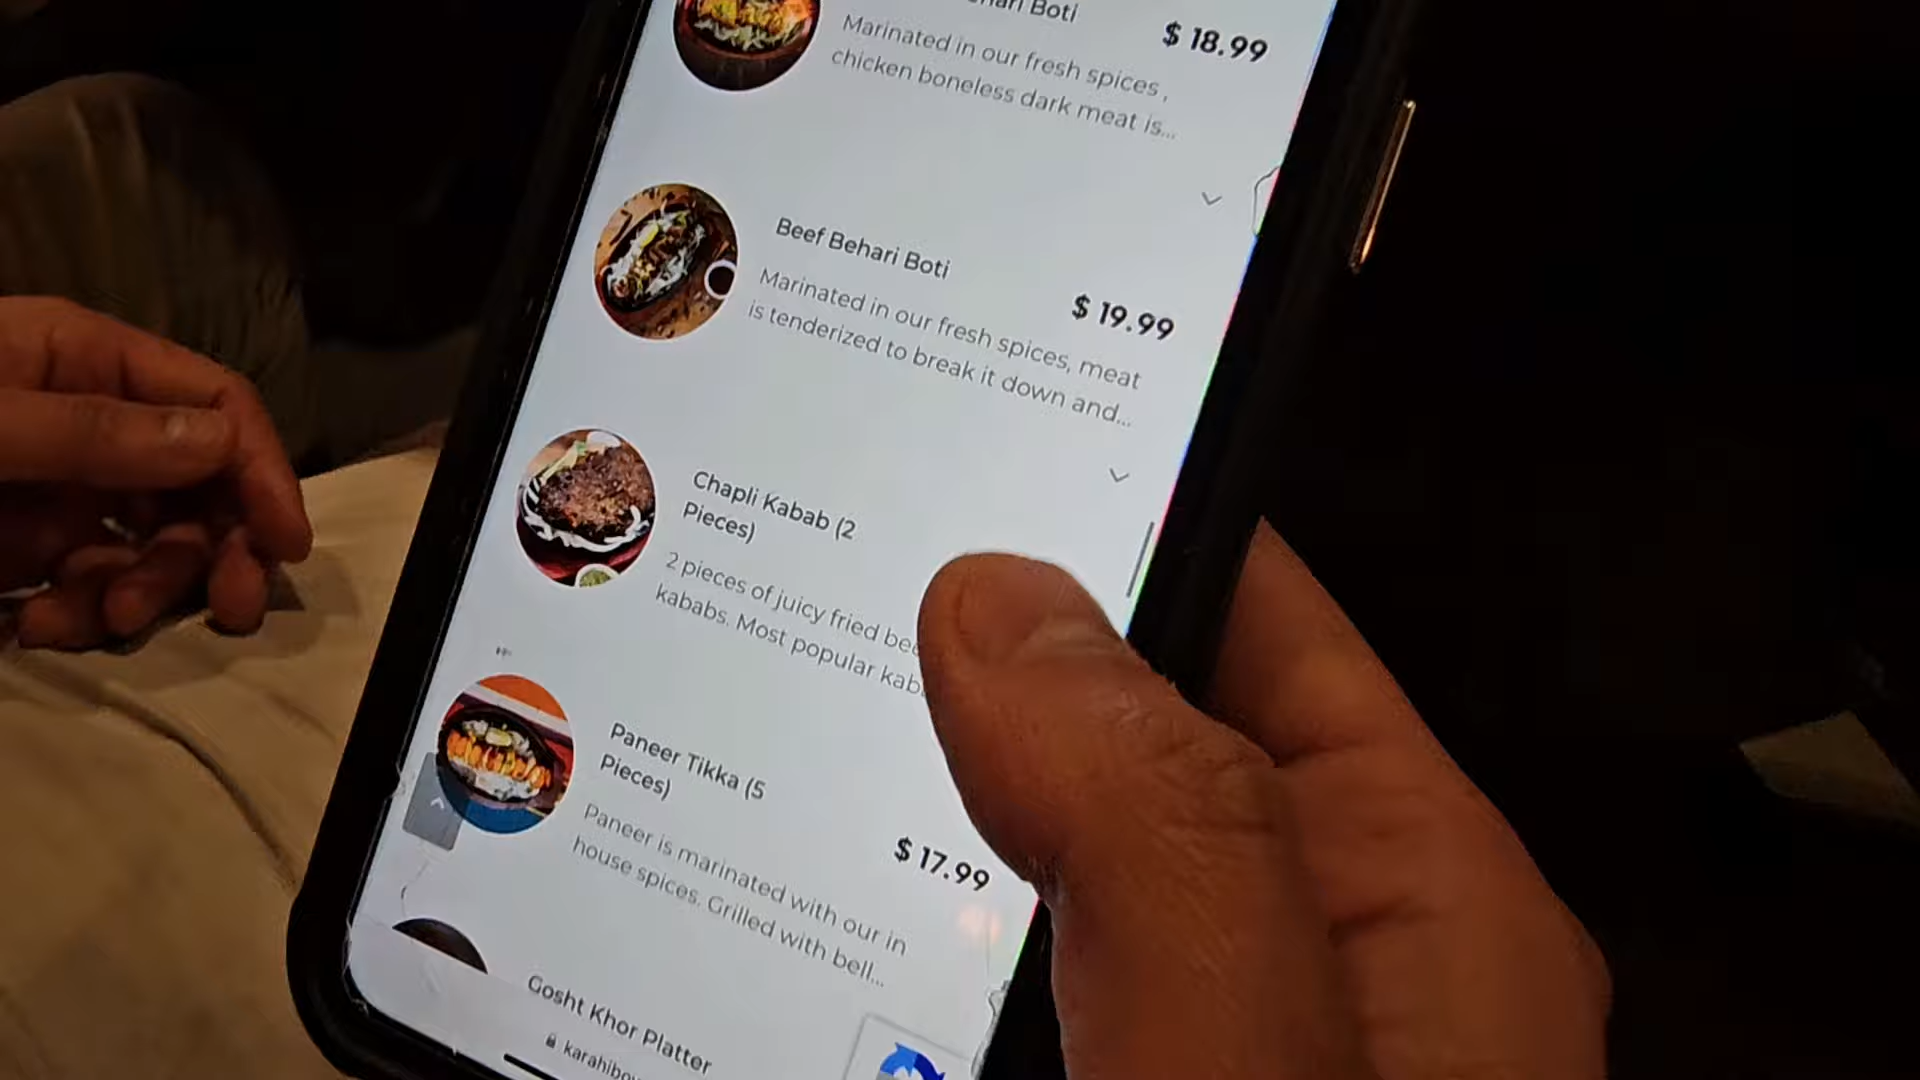 Boti
$ 18.99
Marinated in our fresh spices,
chicken boneless dark meat is...
Beef Behari Boti
$ 19.99
Marinated in our fresh spices, meat
is tenderized to break it down and...
Chapli Kabab (2
Pieces)
2 pieces of juicy fried
kababs. Most popular
Paneer Tikka (5
Pieces)
$ 17.99
Paneer is marinated with our in
house spices. Grilled with bell...
Gosht Khor Platter